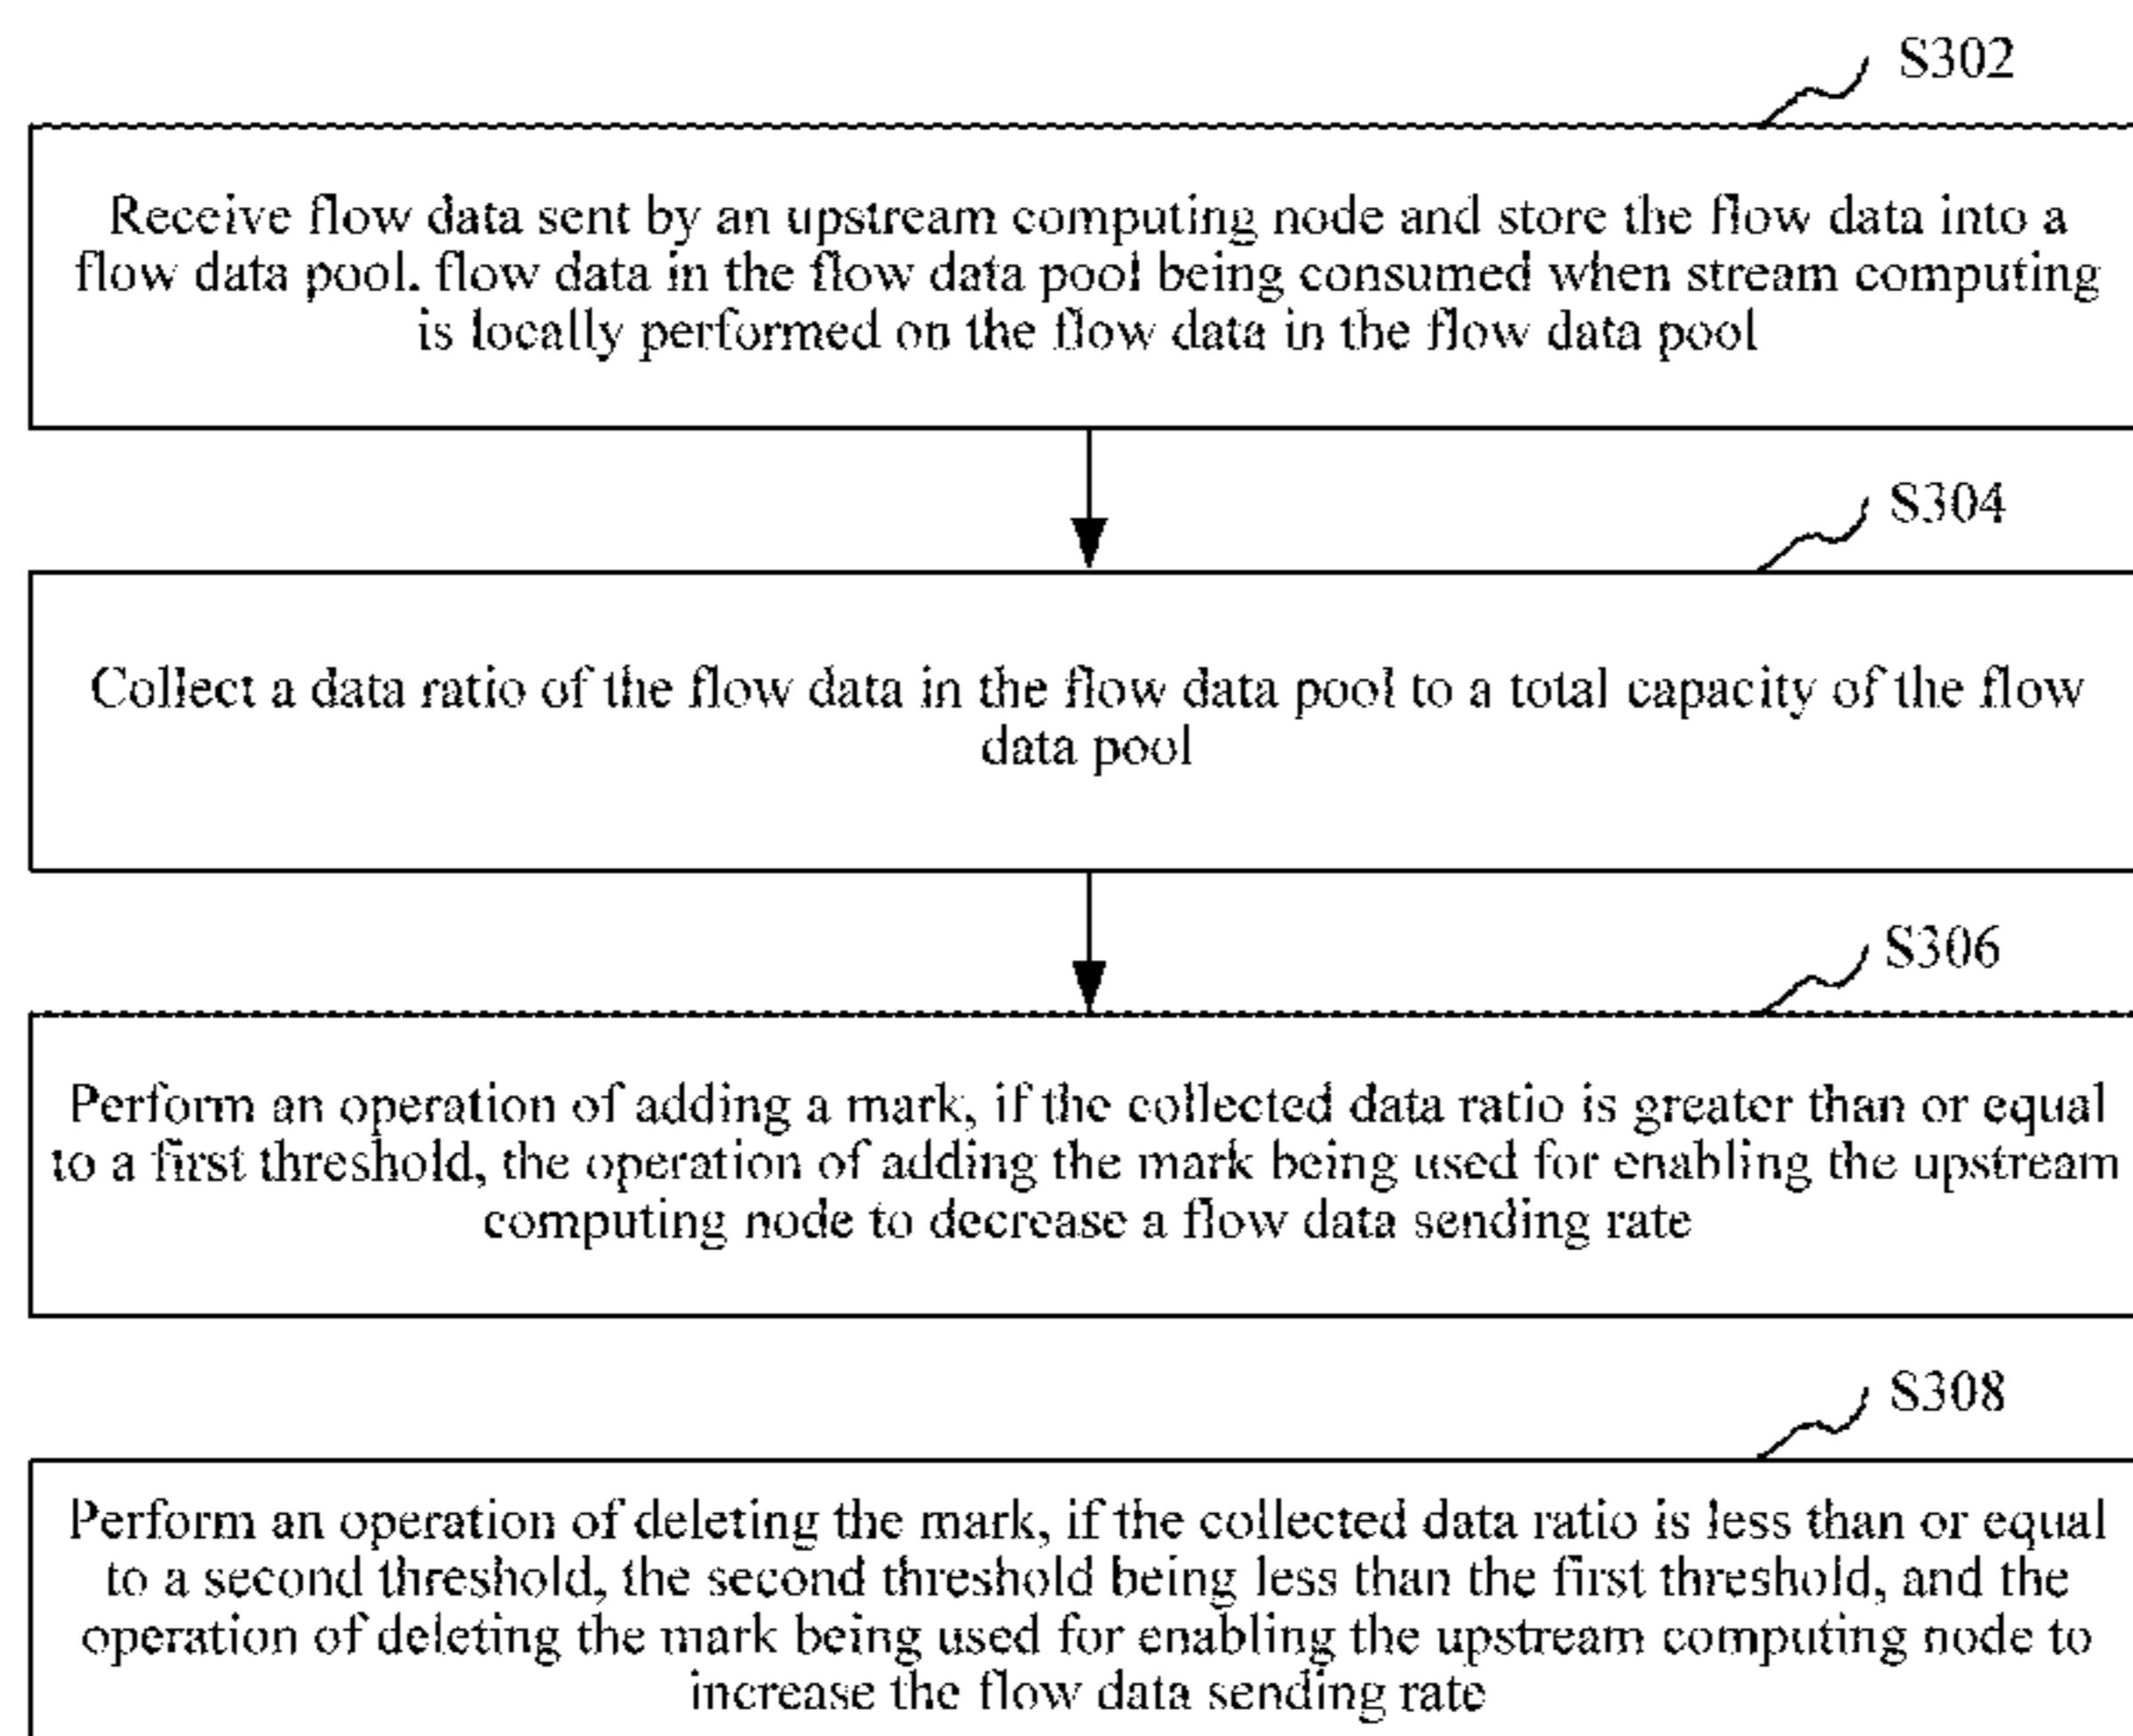 S302
Receive flow data sent by an upstream computing node and store the flow data into a
flow data pool. flow data in the flow data pool being consumed when stream computing
is locally performed on the flow data in the flow data pool
S304
Collect a data ratio of the flow data in the flow data pool to a total capacity of the flow
data pool
S306
Perform an operation of adding a mark, if the collected data ratio is greater than or equal
to a first threshold, the operation of adding the mark being used for enabling the upstream
computing node to decrease a flow data sending rate
S308
Perform an operation of deleting the mark, if the collected data ratio is less than or equal
to a second threshold, the second threshold being less than the first threshold, and the
operation of deleting the mark being used for enabling the upstream computing node to
increase the flow data sending rate